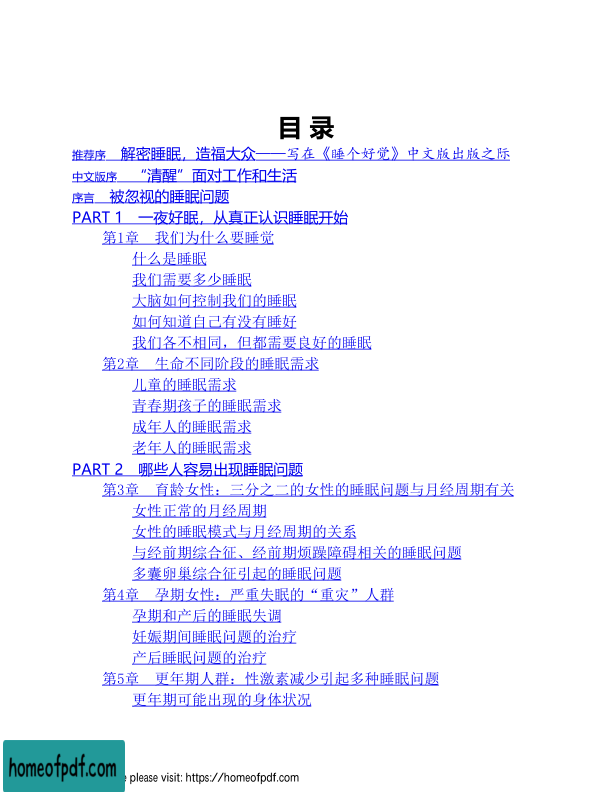 目 录
推荐序 解密睡眠，造福大众——写在《睡个好觉》中文版出版之际
中文版序 “清醒”面对工作和生活
序言 被忽视的睡眠问题
PART 1 一夜好眠，从真正认识睡眠开始
第1章 我们为什么要睡觉
什么是睡眠
我们需要多少睡眠
大脑如何控制我们的睡眠
如何知道自己有没有睡好
我们各不相同，但都需要良好的睡眠
第2章 生命不同阶段的睡眠需求
儿童的睡眠需求
青春期孩子的睡眠需求
成年人的睡眠需求
老年人的睡眠需求
PART 2 哪些人容易出现睡眠问题
第3章 育龄女性：三分之二的女性的睡眠问题与月经周期有关
女性正常的月经周期
女性的睡眠模式与月经周期的关系
与经前期综合征、经前期烦躁障碍相关的睡眠问题
多囊卵巢综合征引起的睡眠问题
第4章 孕期女性：严重失眠的“重灾”人群
孕期和产后的睡眠失调
妊娠期间睡眠问题的治疗
产后睡眠问题的治疗
第5章 更年期人群：性激素减少引起多种睡眠问题
更年期可能出现的身体状况
homeofpdf.com
please visit: https://homeofpdf.com